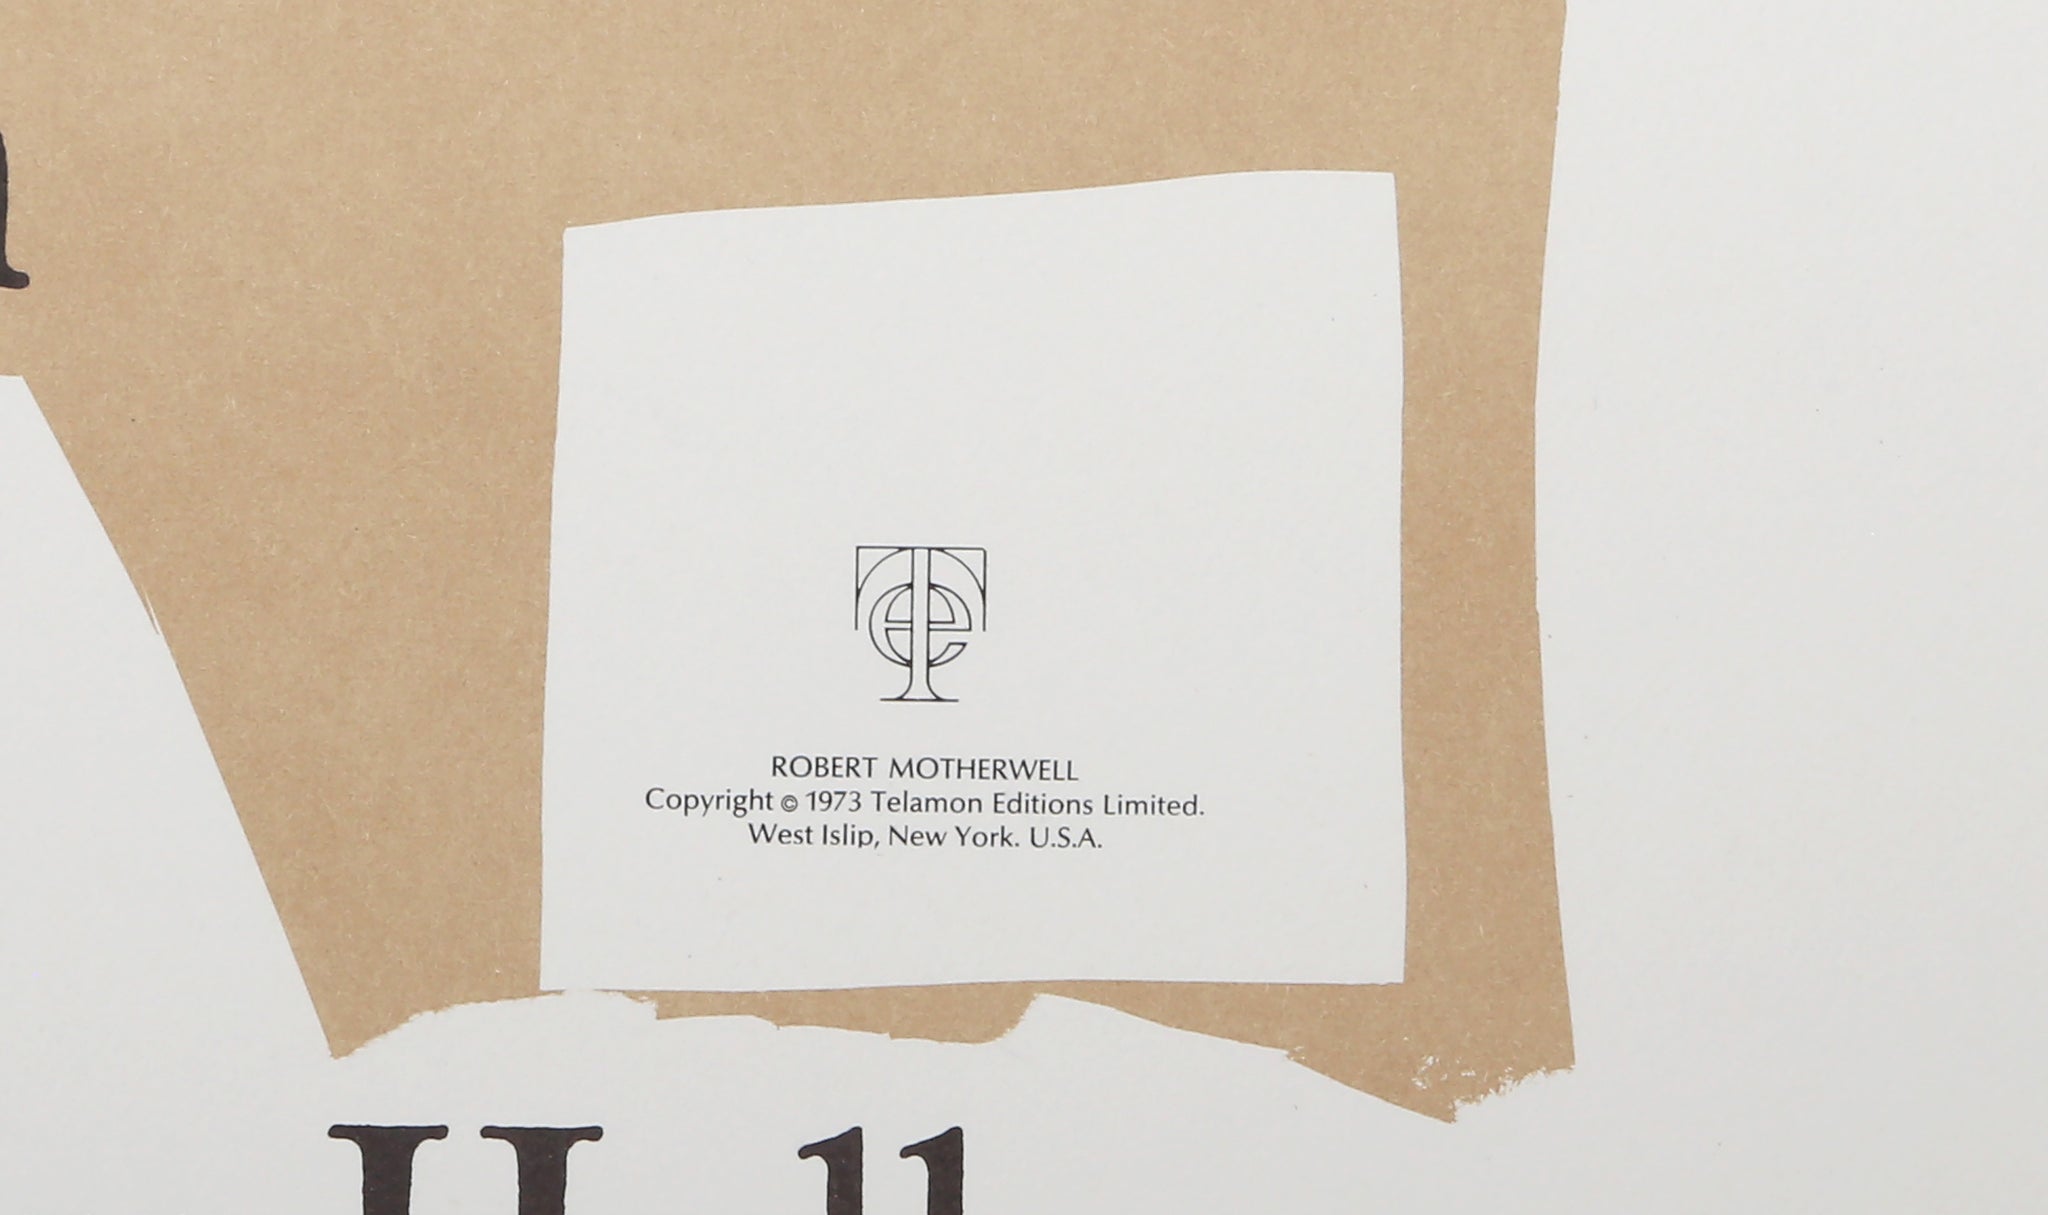 ROBERT MOTHERWELL
Copyright © 1973 Telamon Editions Limited.
West Islip, New York. U.S.A.